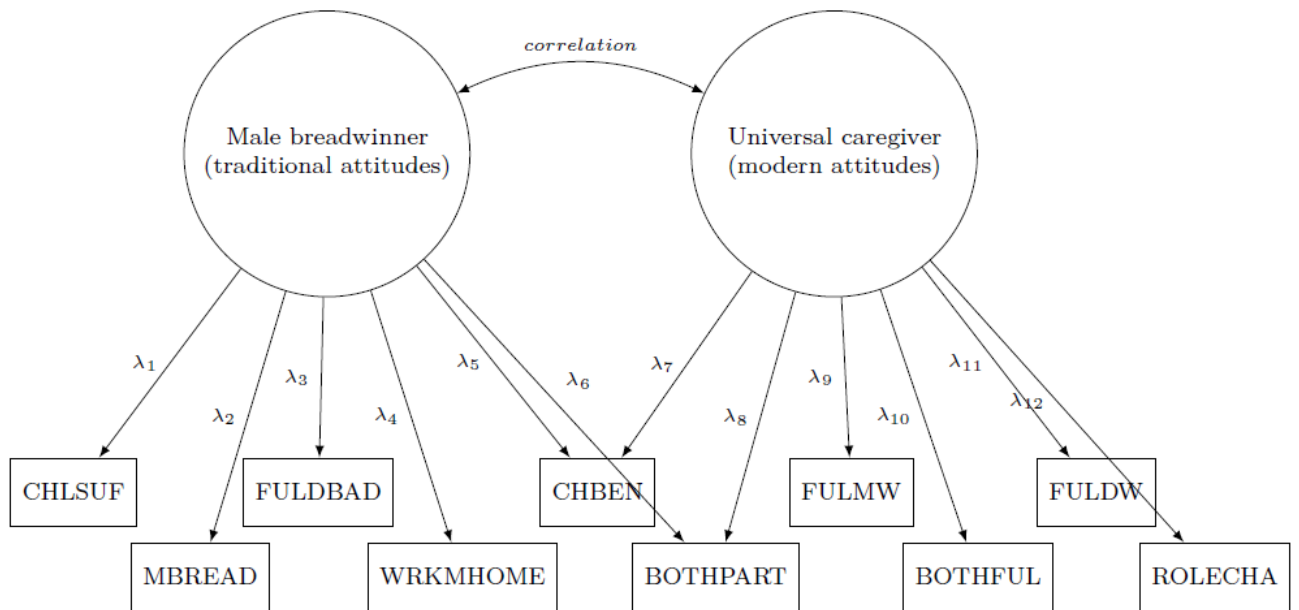 correlation
Male breadwinner
(traditional attitudes)
Universal caregiver
(modern attitudes)
λ1
λ2
λ3
λ4
λ5
λ6
λ7
λ8
λ9
λ10
λ11
λ12
CHLSUF
FULDBAD
CHBEN
FULMW
FULDW
MBREAD
WRKMHOME
BOTHPART
BOTHFUL
ROLECHA